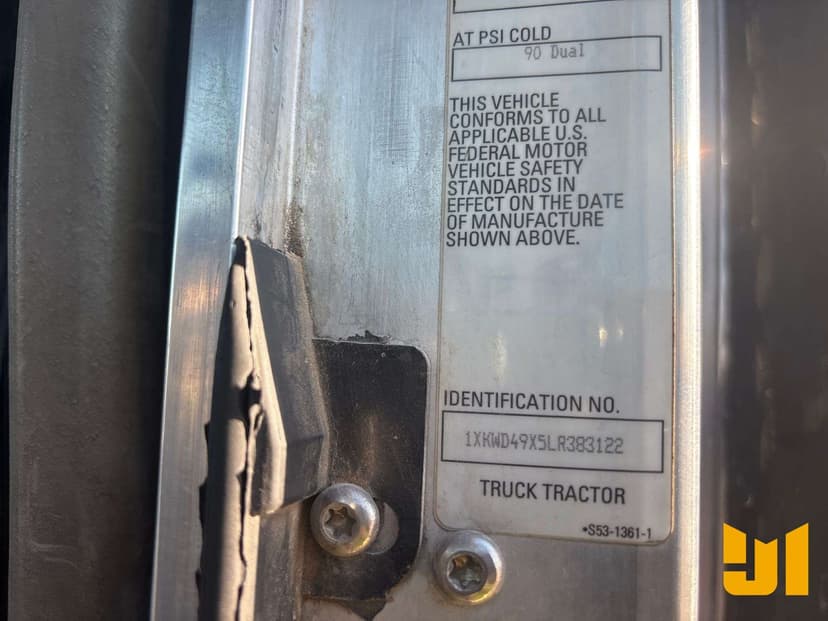 AT PSI COLD
90 Dual
THIS VEHICLE
CONFORMS TO ALL
APPLICABLE U.S.
FEDERAL MOTOR
VEHICLE SAFETY
STANDARDS IN
EFFECT ON THE DATE
OF MANUFACTURE
SHOWN ABOVE.
IDENTIFICATION NO.
1XKWD49X5LR383122
TRUCK TRACTOR
*S53-1361-1